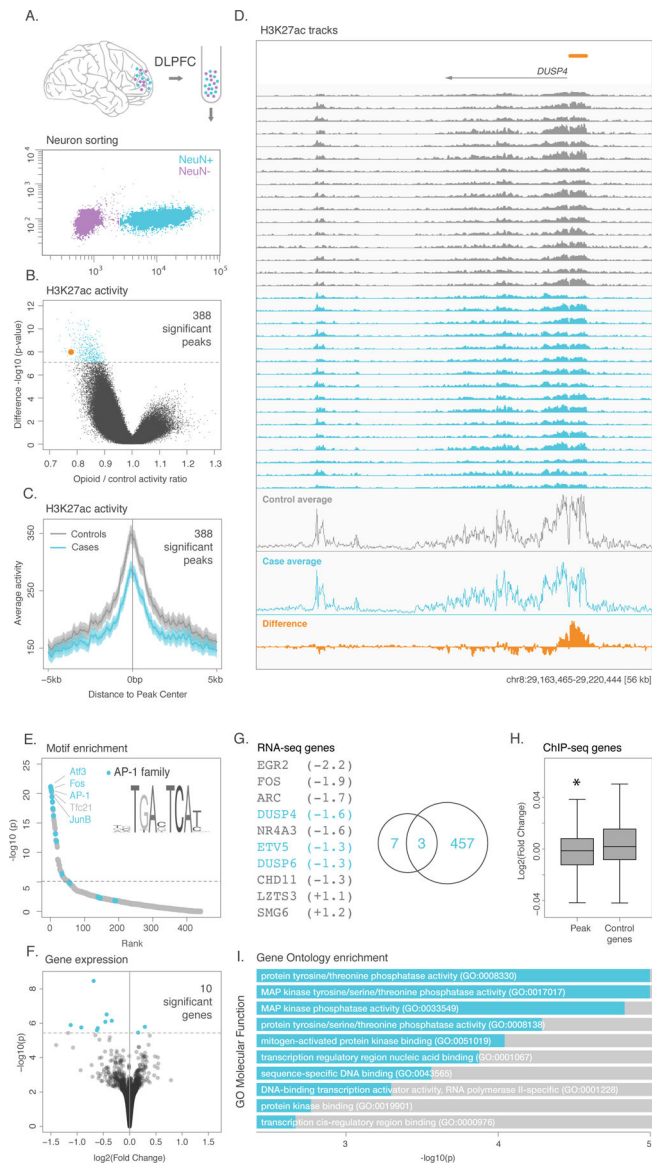 A.
DLPFC
Neuron sorting
NeuN+
NeuN-
10^4
10^3
10^2
10^3
10^4
10^5
B.
H3K27ac activity
388
significant
peaks
Difference -log10 (p-value)
12
10
8
6
4
2
0
0.7
0.8
0.9
1.0
1.1
1.2
1.3
Opioid / control activity ratio
C.
H3K27ac activity
Controls
Cases
388
significant
peaks
Average activity
350
250
150
−5kb
0bp
5kb
Distance to Peak Center
D.
H3K27ac tracks
DUSP4
Control average
Case average
Difference
chr8:29,163,465-29,220,444 [56 kb]
E.
Motif enrichment
Atf3
Fos
AP-1
Tfc21
JunB
AP-1 family
TGA TCA
-log10 (p)
25
20
15
10
5
0
0
100
200
300
400
Rank
F.
Gene expression
10
significant
genes
−log10(p)
8
6
4
2
0
−1.5
−1.0
−0.5
0.0
0.5
1.0
1.5
log2(Fold Change)
G.
RNA-seq genes
EGR2 (-2.2)
FOS (-1.9)
ARC (-1.7)
DUSP4 (-1.6)
NR4A3 (-1.6)
ETV5 (-1.3)
DUSP6 (-1.3)
CHD11 (-1.3)
LZTS3 (+1.1)
SMG6 (+1.2)
7
3
457
H.
ChIP-seq genes
*
Log2(Fold Change)
0.04
0.00
−0.04
Peak
Control
genes
I.
Gene Ontology enrichment
GO Molecular Function
protein tyrosine/threonine phosphatase activity (GO:0008330)
MAP kinase tyrosine/serine/threonine phosphatase activity (GO:0017017)
MAP kinase phosphatase activity (GO:0033549)
protein tyrosine/serine/threonine phosphatase activity (GO:0008138)
mitogen-activated protein kinase binding (GO:0051019)
transcription regulatory region nucleic acid binding (GO:0001067)
sequence-specific DNA binding (GO:0043565)
DNA-binding transcription activator activity, RNA polymerase II-specific (GO:0001228)
protein kinase binding (GO:0019901)
transcription cis-regulatory region binding (GO:0000976)
3
4
5
-log10(p)